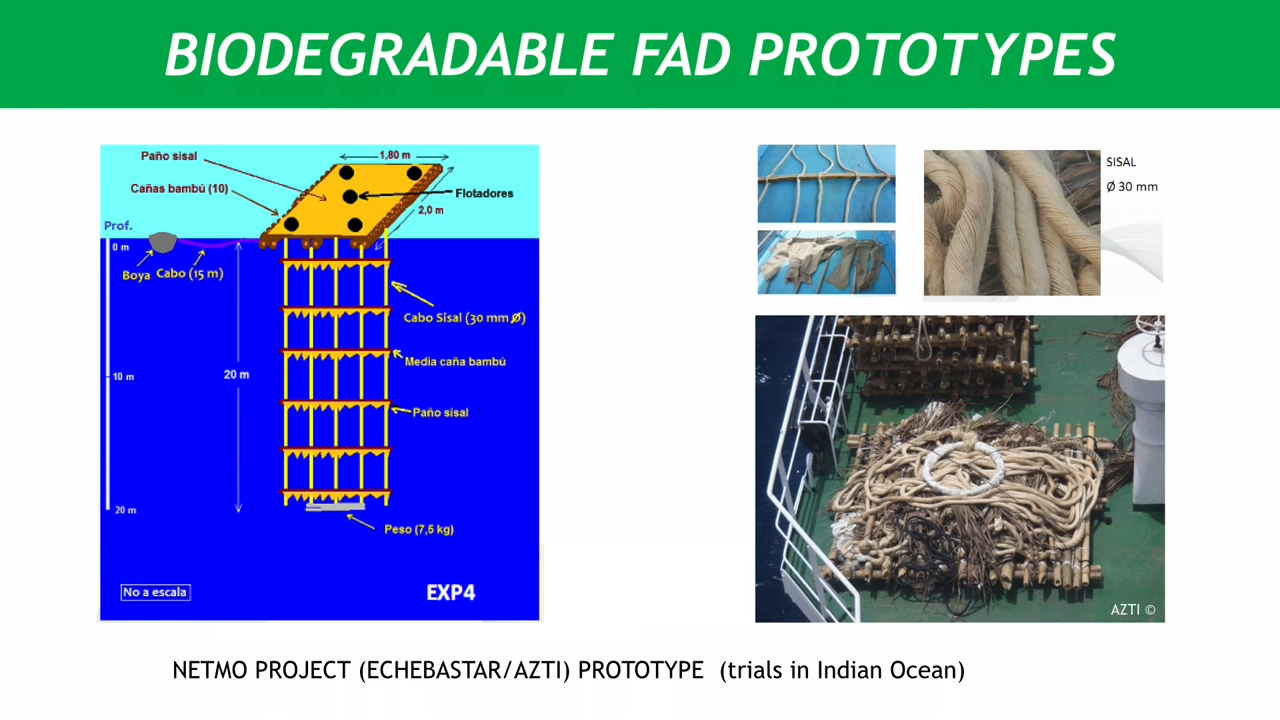 BIODEGRADABLE FAD PROTOTYPES
Paño sisal
1,80 m
Cañas bambú (10)
Flotadores
2,0 m
Prof.
0 m
Boya
Cabo (15 m)
Cabo Sisal (30 mm Ø)
Media caña bambú
10 m
20 m
Paño sisal
20 m
Peso (7,5 kg)
No a escala
EXP4
SISAL
Ø 30 mm
AZTI ©
NETMO PROJECT (ECHEBASTAR/AZTI) PROTOTYPE (trials in Indian Ocean)